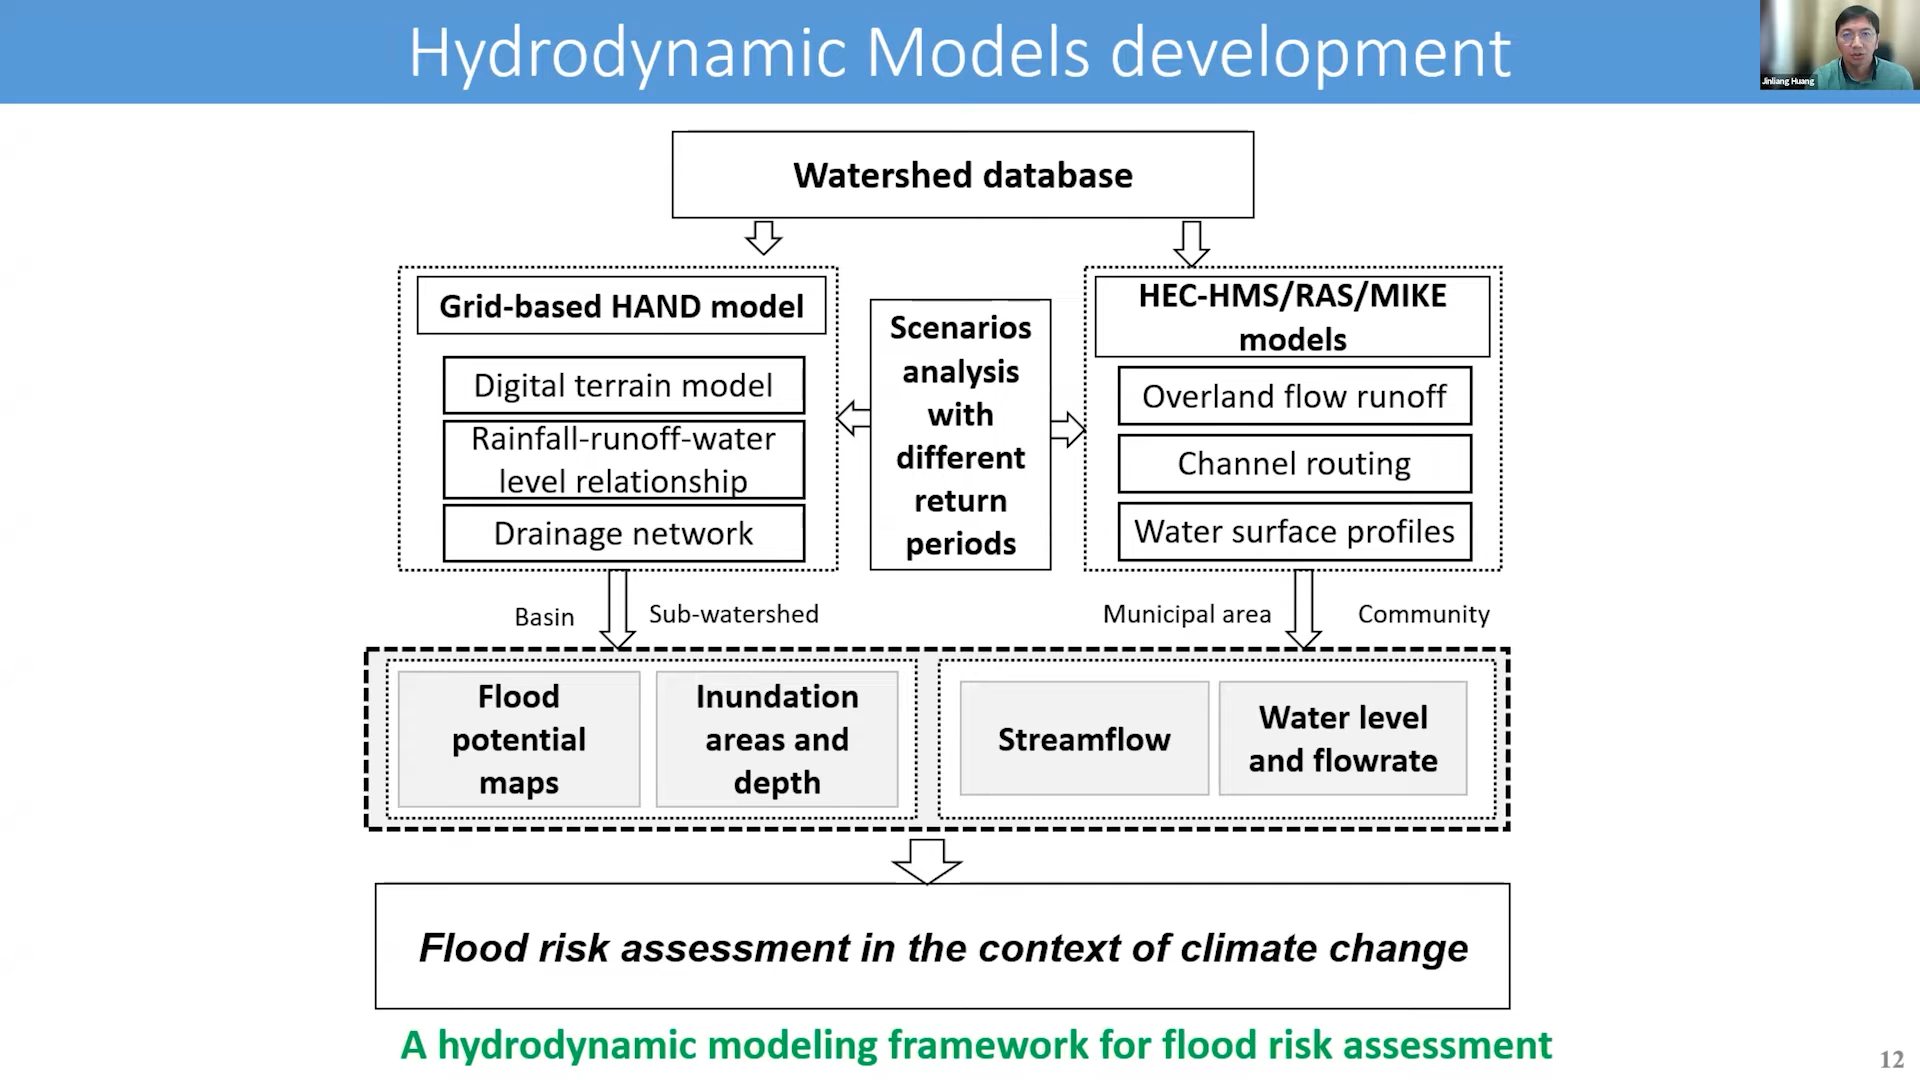 Hydrodynamic Models development
Jinliang Huang
Watershed database
Grid-based HAND model
Digital terrain model
Rainfall-runoff-water
level relationship
Drainage network
Scenarios
analysis
with
different
return
periods
HEC-HMS/RAS/MIKE
models
Overland flow runoff
Channel routing
Water surface profiles
Basin
Sub-watershed
Municipal area
Community
Flood
potential
maps
Inundation
areas and
depth
Streamflow
Water level
and flowrate
Flood risk assessment in the context of climate change
A hydrodynamic modeling framework for flood risk assessment
12